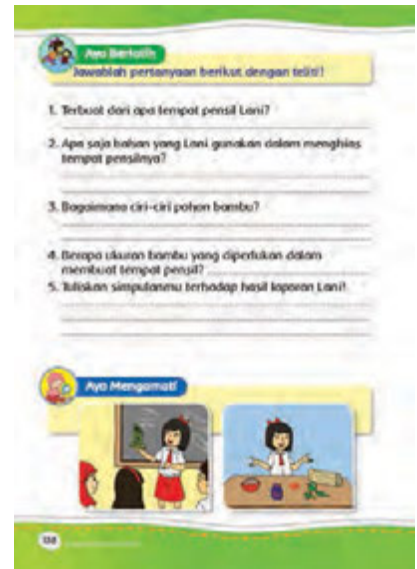 Ayo Berlatih
Jawablah pertanyaan berikut dengan teliti!
1. Terbuat dari apa tempat pensil Lani?
2. Apa saja bahan yang Lani gunakan dalam menghias
tempat pensilnya?
3. Bagaimana ciri-ciri pohon bambu?
4. Berapa ukuran bambu yang diperlukan dalam
membuat tempat pensil?
5. Tuliskan simpulanmu terhadap hasil laporan Lani!
Ayo Mengamati